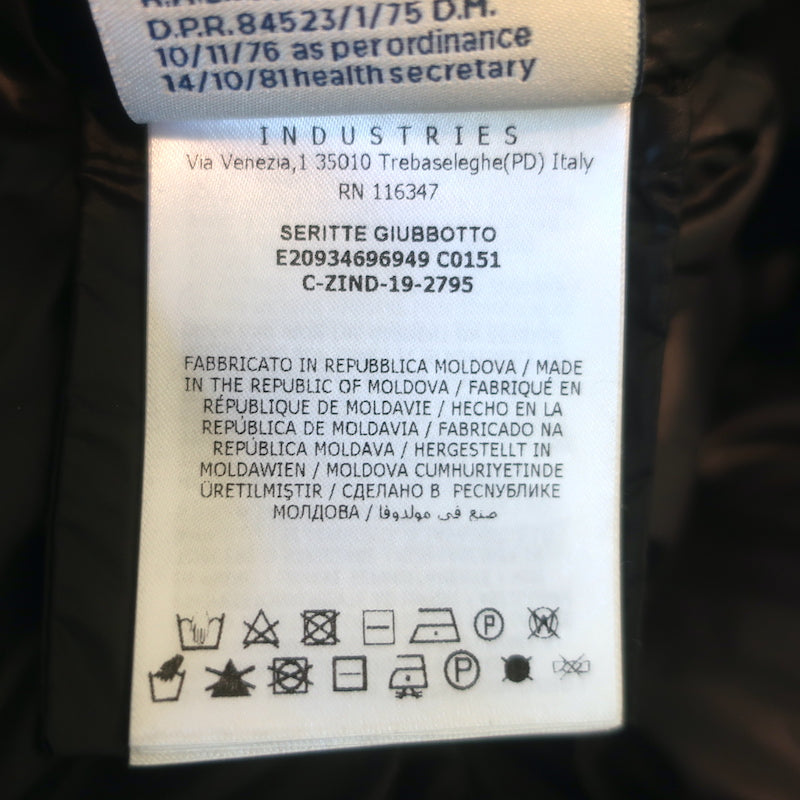 D.P.R. 84523/1/75 D.M.
10/11/76 as per ordinance
14/10/81 health secretary
INDUSTRIES
Via Venezia,1 35010 Trebaseleghe(PD) Italy
RN 116347
SERITTE GIUBBOTTO
E20934696949 C0151
C-ZIND-19-2795
FABBRICATO IN REPUBBLICA MOLDOVA / MADE
IN THE REPUBLIC OF MOLDOVA / FABRIQUÉ EN
RÉPUBLIQUE DE MOLDAVIE / HECHO EN LA
REPÚBLICA DE MOLDAVIA / FABRICADO NA
REPÚBLICA MOLDAVA / HERGESTELLT IN
MOLDAWIEN / MOLDOVA CUMHURIYETINDE
ÜRETILMIŞTIR / СДЕЛАНО В РЕСПУБЛИКЕ
МОЛДОВА / صنع في مولدوفا
P W
P